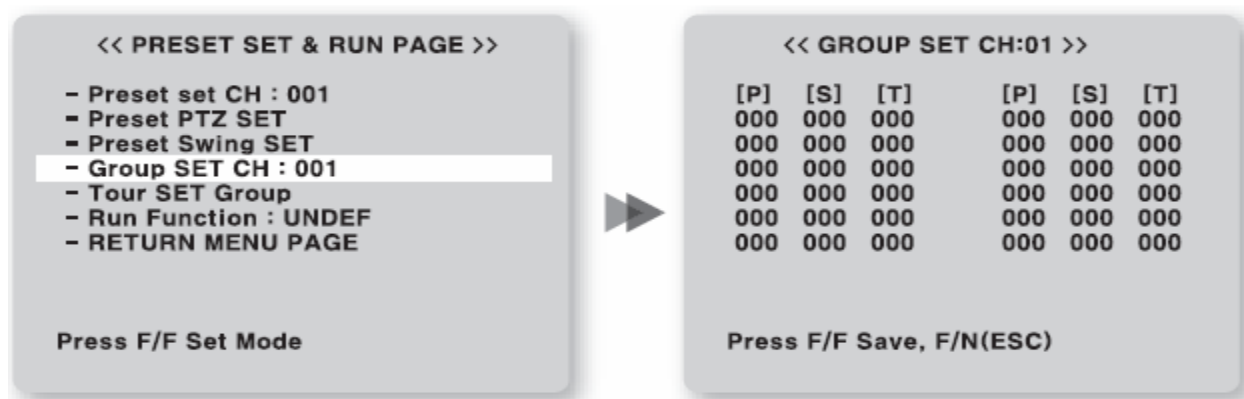 << PRESET SET & RUN PAGE >>
- Preset set CH : 001
- Preset PTZ SET
- Preset Swing SET
- Group SET CH : 001
- Tour SET Group
- Run Function : UNDEF
- RETURN MENU PAGE
Press F/F Set Mode
<< GROUP SET CH:01 >>
[P] [S] [T] [P] [S] [T]
000 000 000 000 000 000
000 000 000 000 000 000
000 000 000 000 000 000
000 000 000 000 000 000
000 000 000 000 000 000
000 000 000 000 000 000
Press F/F Save, F/N(ESC)